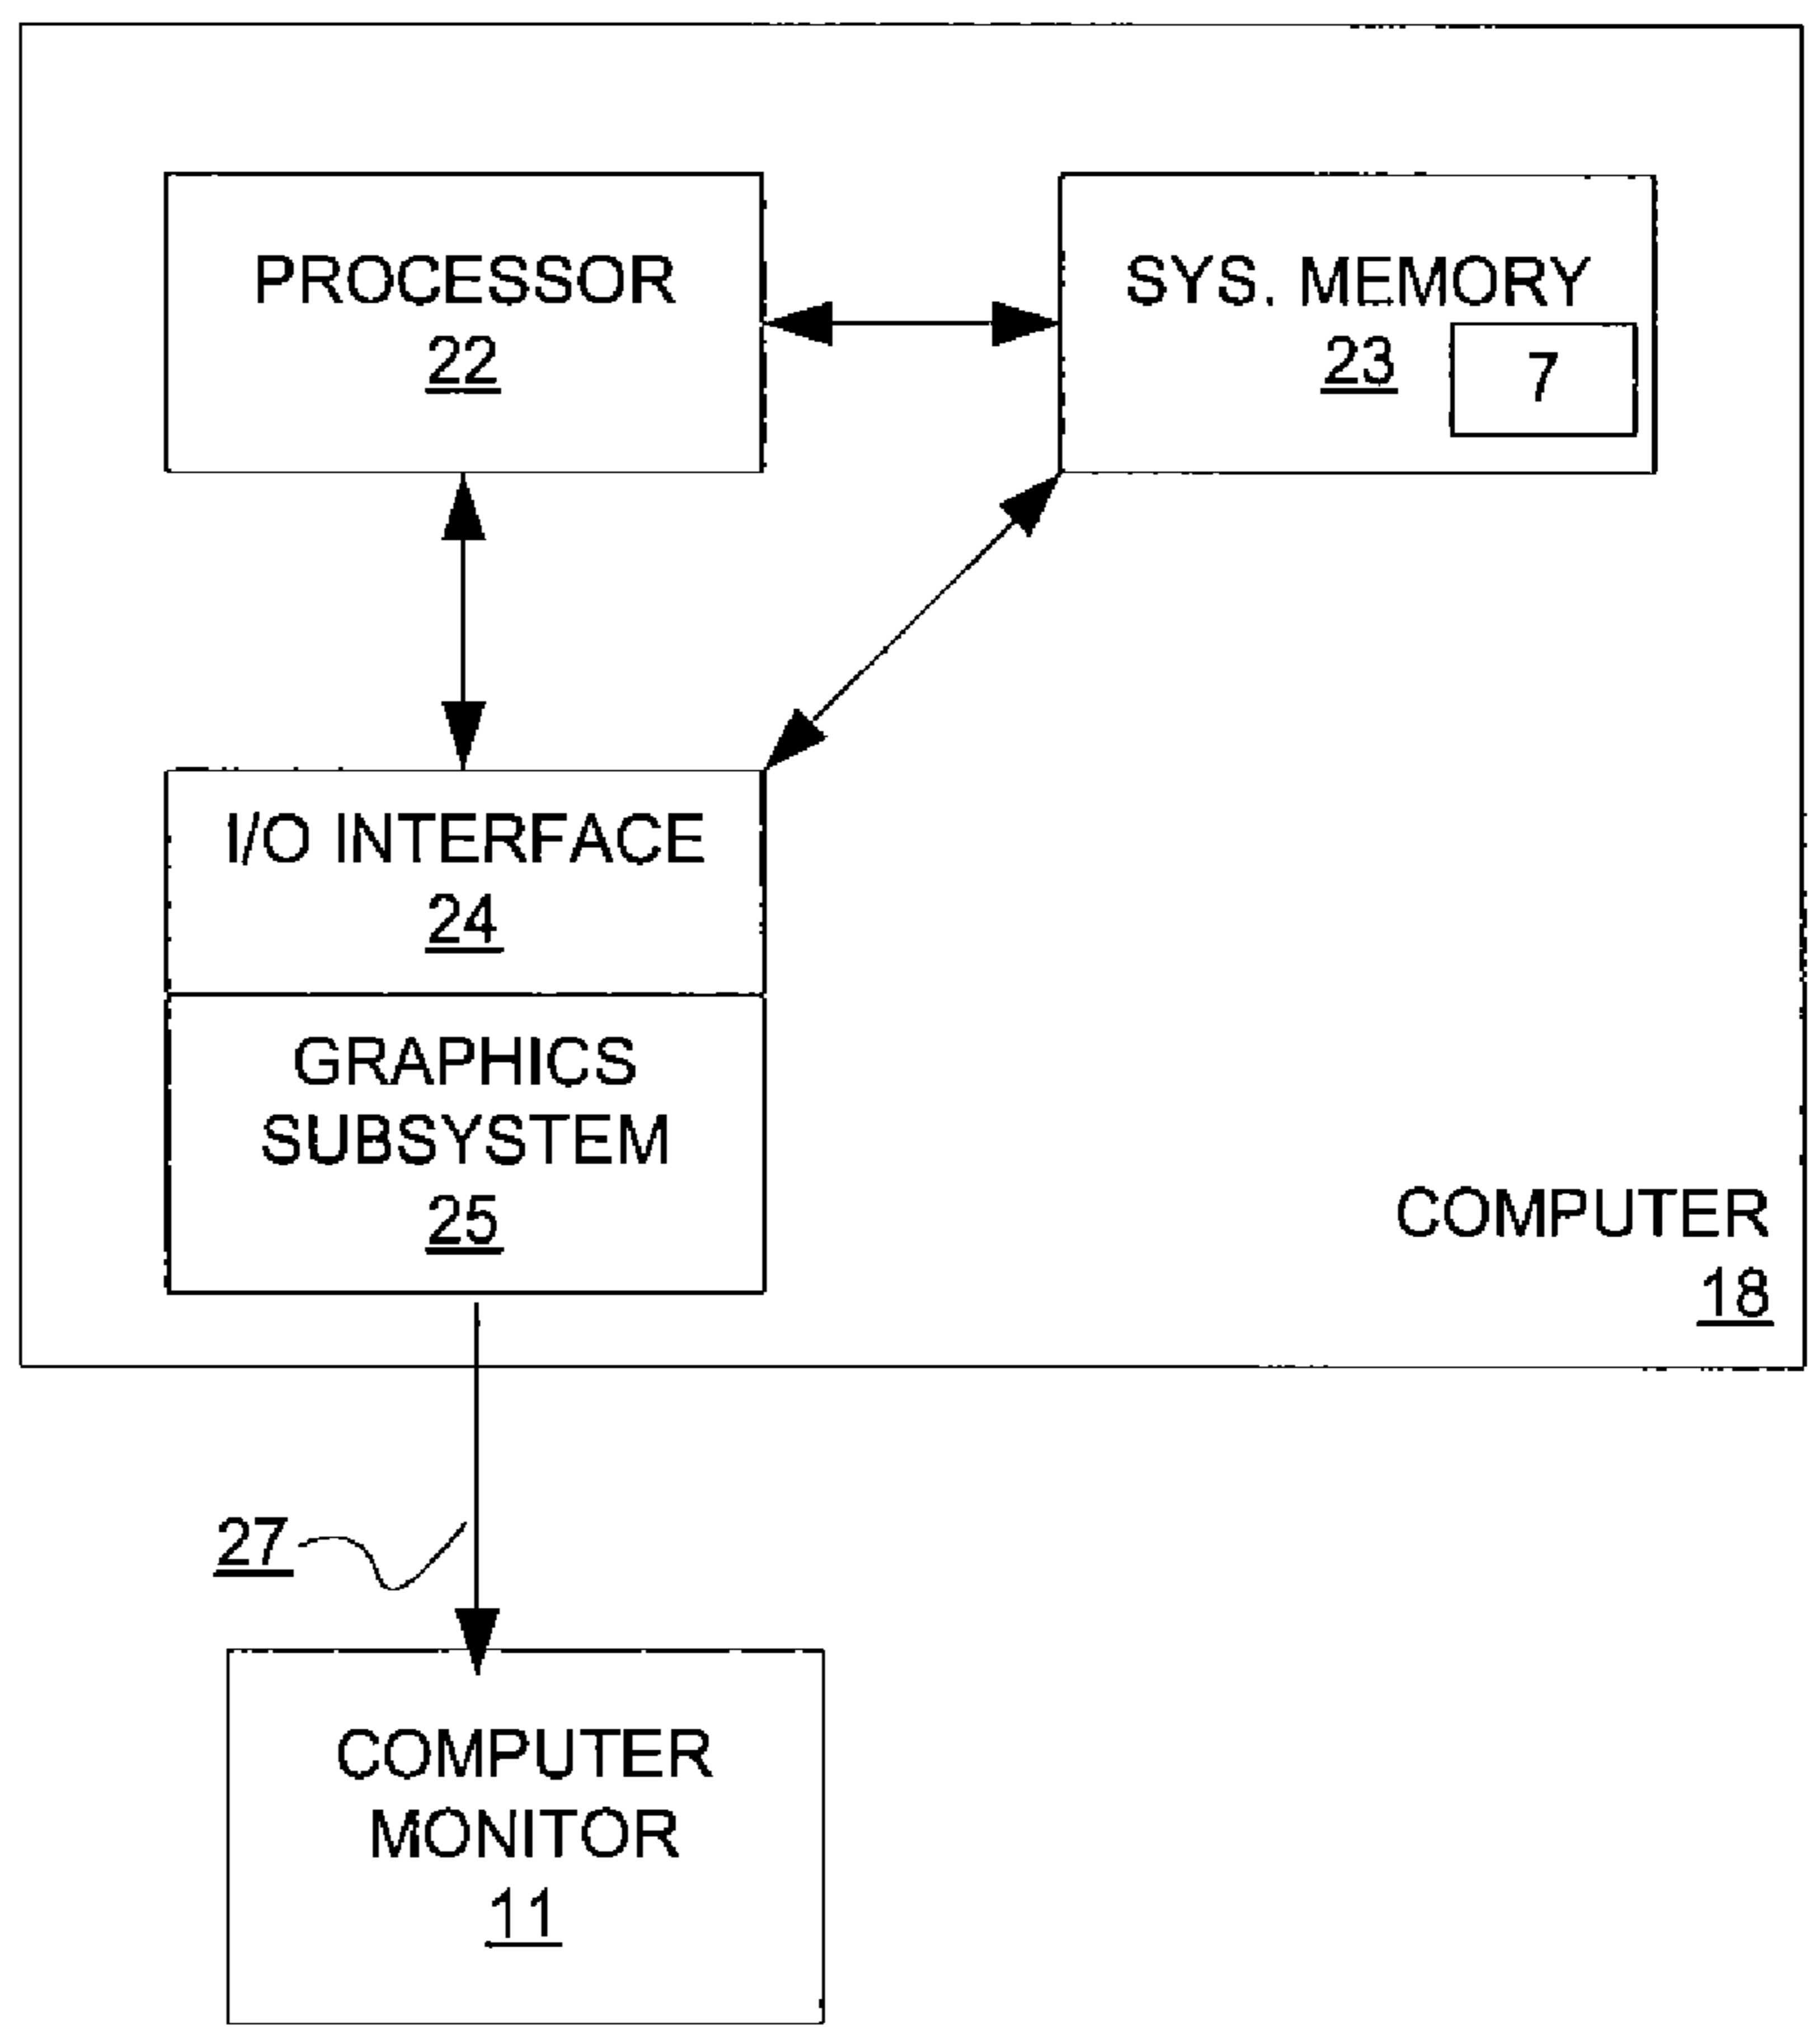 PROCESSOR
22
SYS. MEMORY
23
7
I/O INTERFACE
24
GRAPHICS
SUBSYSTEM
25
COMPUTER
18
27
COMPUTER
MONITOR
11